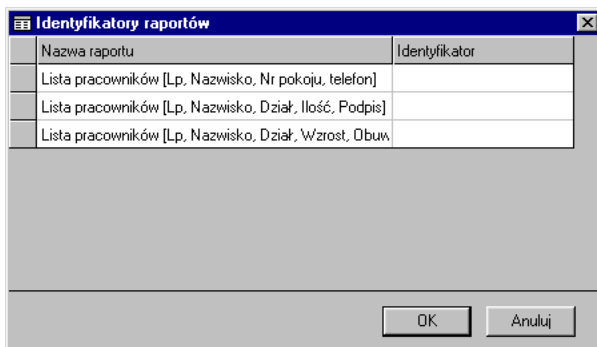 Identyfikatory raportów
Nazwa raportu Identyfikator
Lista pracowników [Lp, Nazwisko, Nr pokoju, telefon]
Lista pracowników [Lp, Nazwisko, Dział, Ilość, Podpis]
Lista pracowników [Lp, Nazwisko, Dział, Wzrost, Obuw
OK Anuluj